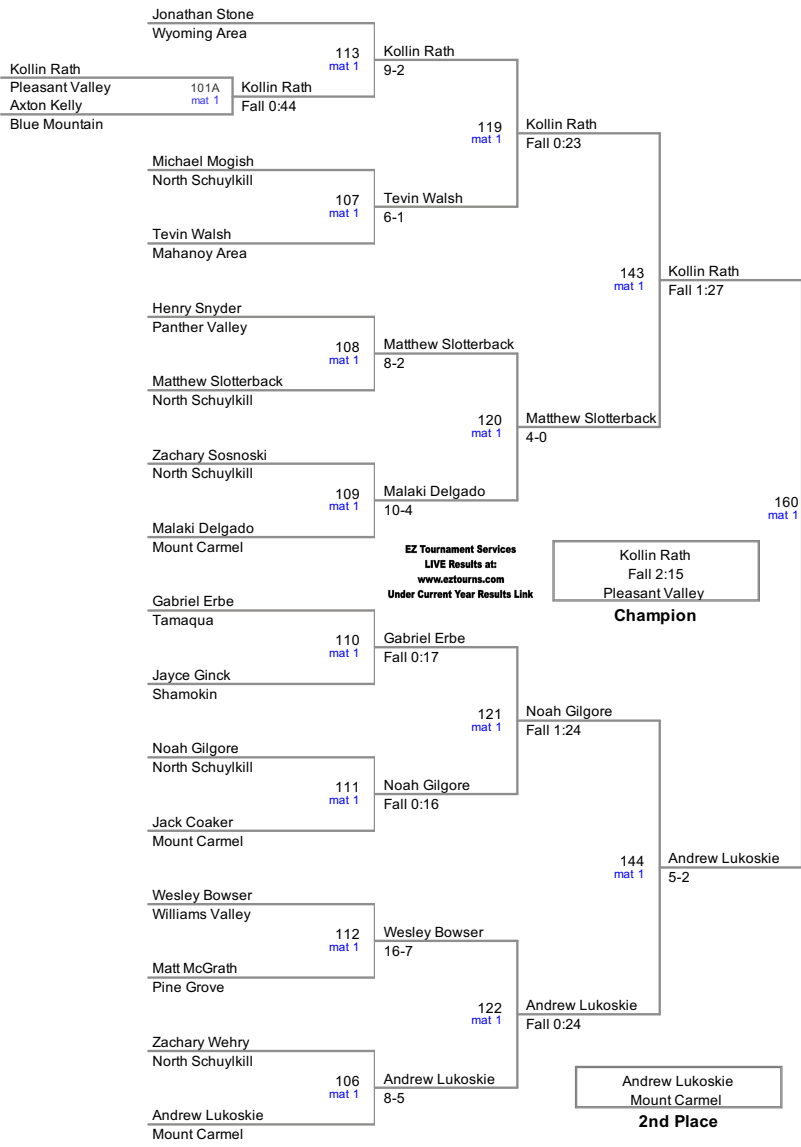 Jonathan Stone
Wyoming Area
113
mat 1
Kollin Rath
9-2
Kollin Rath
Pleasant Valley
Axton Kelly
Blue Mountain
101A
mat 1
Kollin Rath
Fall 0:44
119
mat 1
Kollin Rath
Fall 0:23
Michael Mogish
North Schuylkill
107
mat 1
Tevin Walsh
6-1
Tevin Walsh
Mahanoy Area
143
mat 1
Kollin Rath
Fall 1:27
Henry Snyder
Panther Valley
108
mat 1
Matthew Slotterback
8-2
Matthew Slotterback
North Schuylkill
120
mat 1
Matthew Slotterback
4-0
Zachary Sosnoski
North Schuylkill
109
mat 1
Malaki Delgado
10-4
Malaki Delgado
Mount Carmel
160
mat 1
EZ Tournament Services
LIVE Results at:
www.eztourns.com
Under Current Year Results Link
Kollin Rath
Fall 2:15
Pleasant Valley
Champion
Gabriel Erbe
Tamaqua
110
mat 1
Gabriel Erbe
Fall 0:17
Jayce Ginck
Shamokin
121
mat 1
Noah Gilgore
Fall 1:24
Noah Gilgore
North Schuylkill
111
mat 1
Noah Gilgore
Fall 0:16
Jack Coaker
Mount Carmel
144
mat 1
Andrew Lukoskie
5-2
Wesley Bowser
Williams Valley
112
mat 1
Wesley Bowser
16-7
Matt McGrath
Pine Grove
122
mat 1
Andrew Lukoskie
Fall 0:24
Zachary Wehry
North Schuylkill
106
mat 1
Andrew Lukoskie
8-5
Andrew Lukoskie
Mount Carmel
Andrew Lukoskie
Mount Carmel
2nd Place